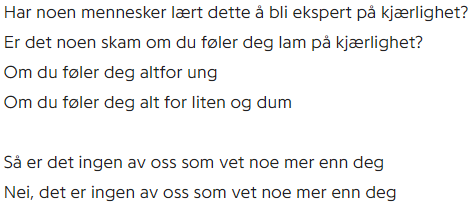 Har noen mennesker lært dette å bli ekspert på kjærlighet?
Er det noen skam om du føler deg lam på kjærlighet?
Om du føler deg altfor ung
Om du føler deg alt for liten og dum

Så er det ingen av oss som vet noe mer enn deg
Nei, det er ingen av oss som vet noe mer enn deg